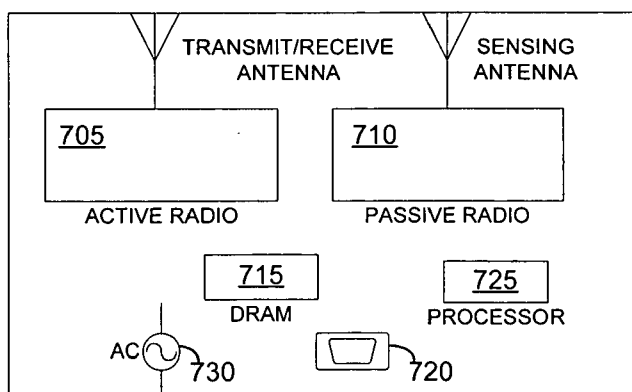 TRANSMIT/RECEIVE
ANTENNA
SENSING
ANTENNA
705
710
ACTIVE RADIO
PASSIVE RADIO
715
DRAM
725
PROCESSOR
AC
730
720